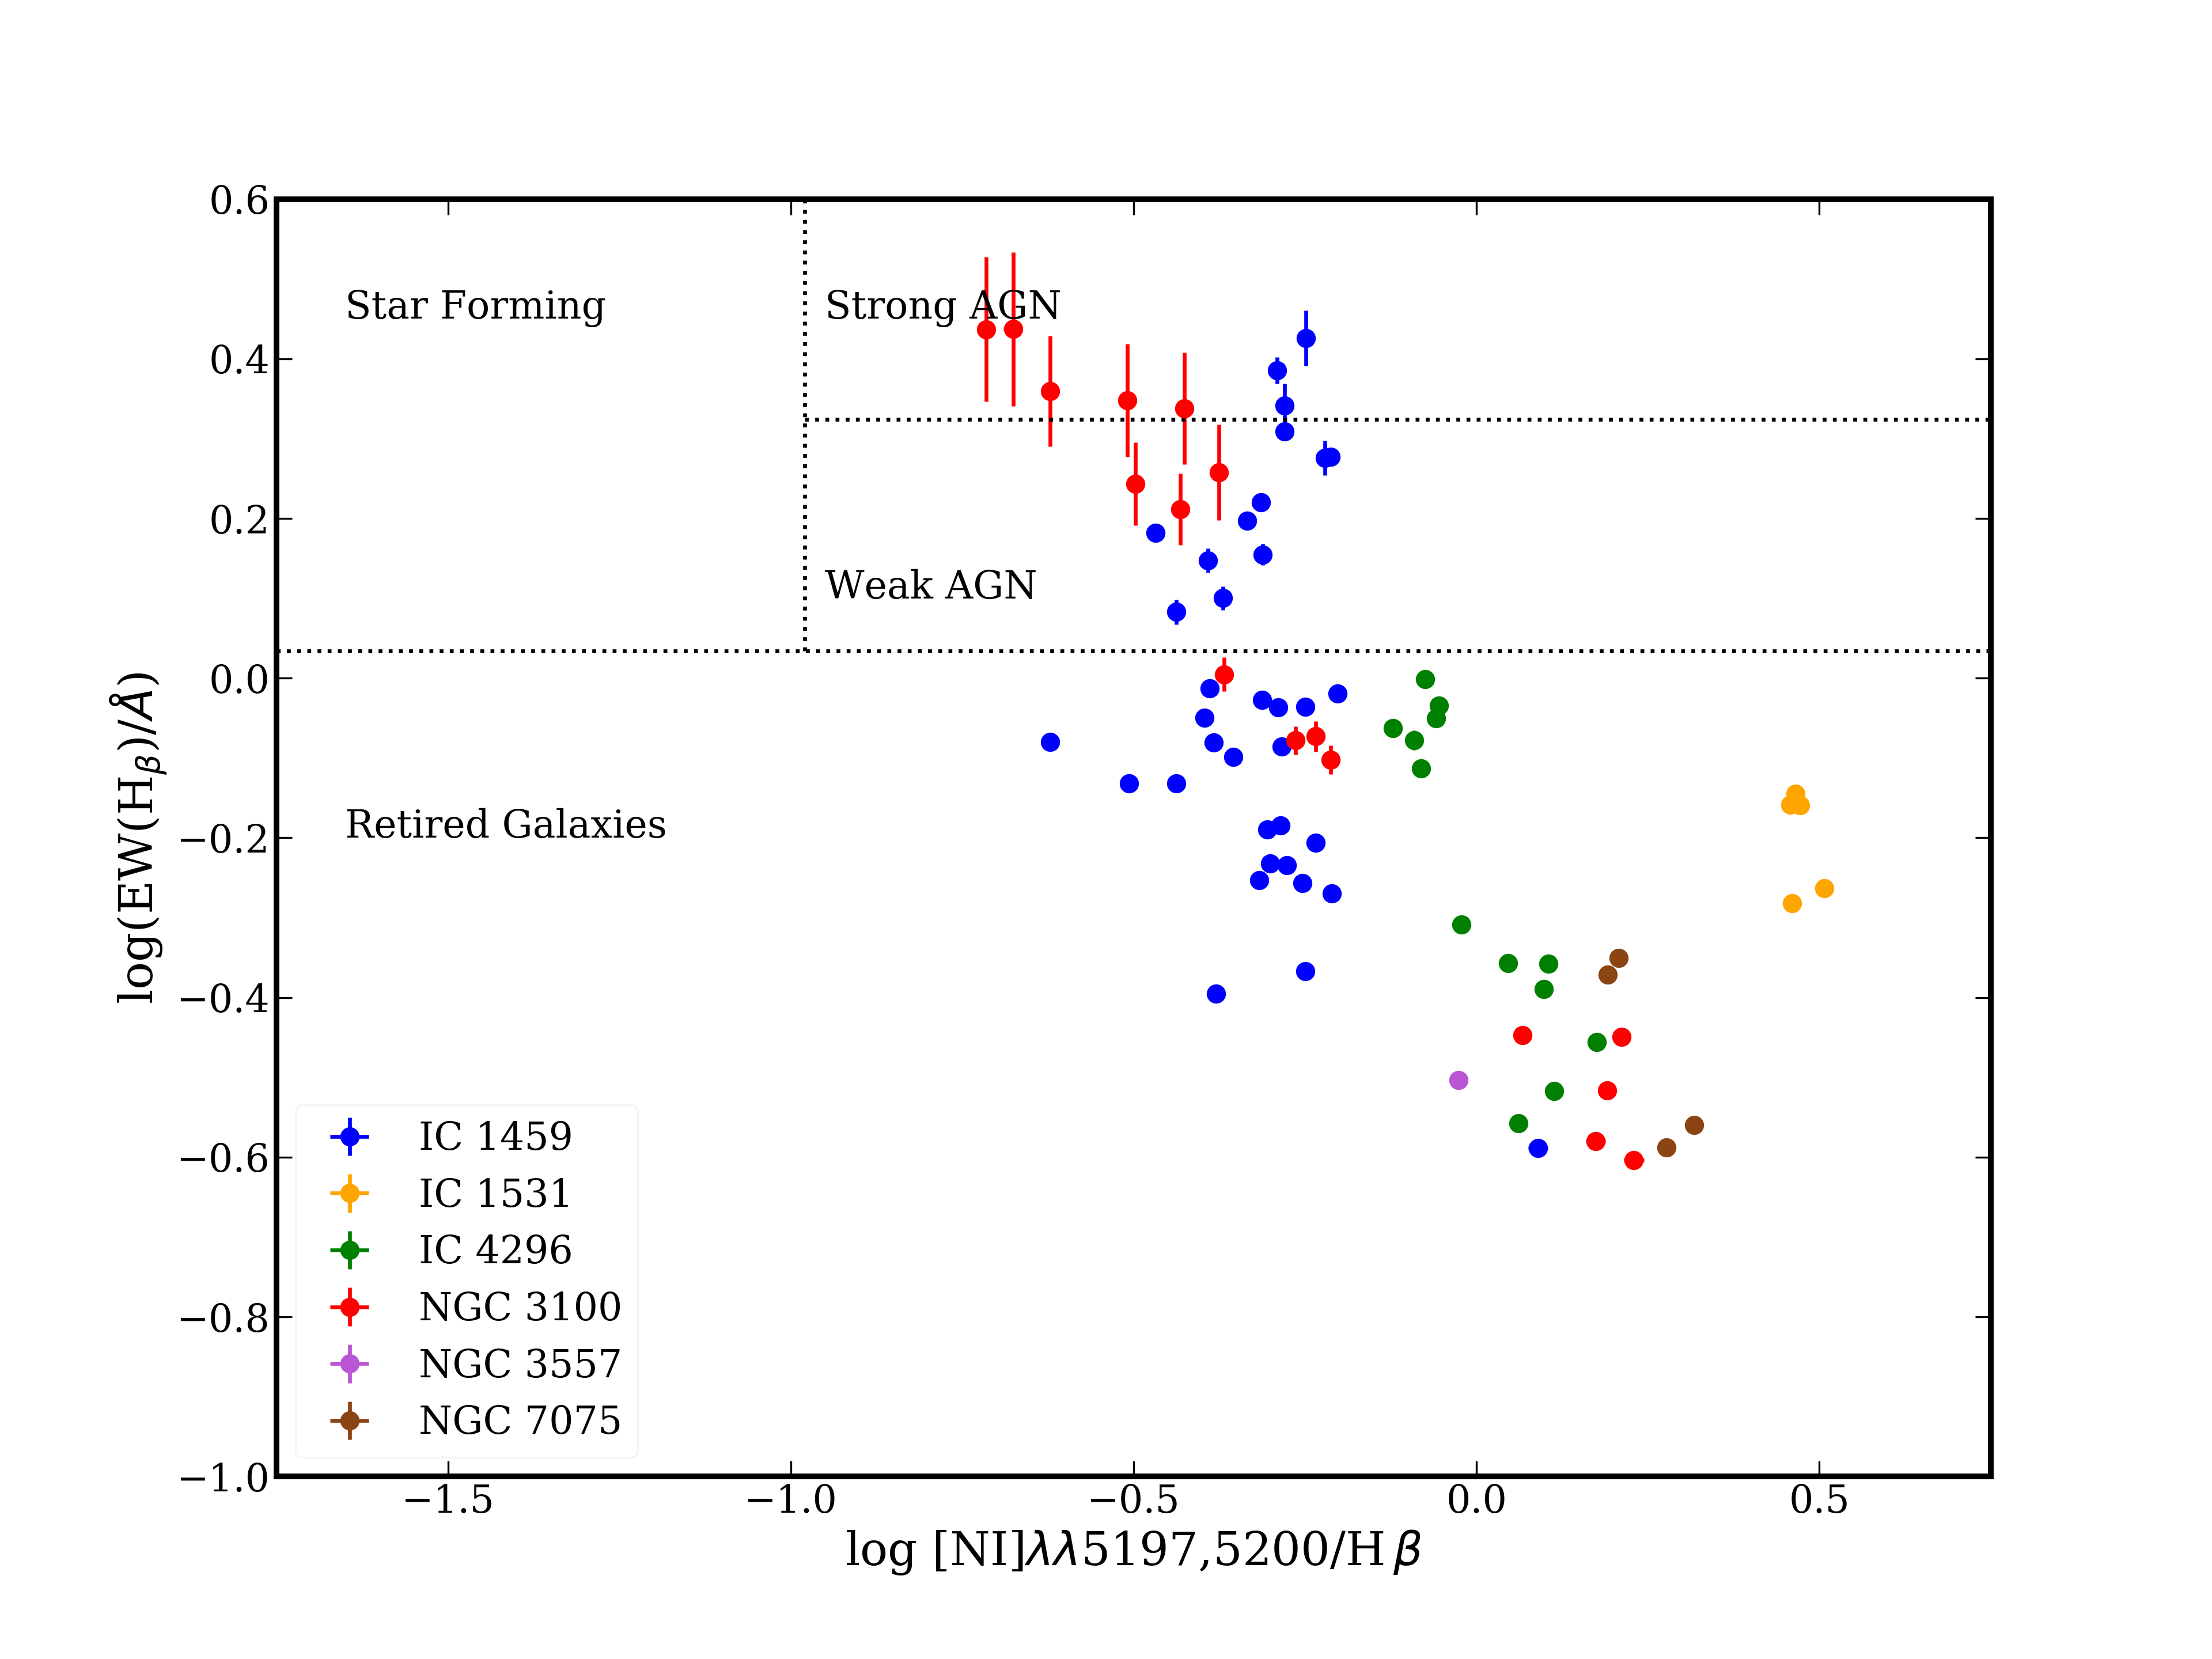 0.6
0.4
0.2
0.0
−0.2
−0.4
−0.6
−0.8
−1.0
log(EW(Hβ)/Å)
Star Forming
Strong AGN
Weak AGN
Retired Galaxies
IC 1459
IC 1531
IC 4296
NGC 3100
NGC 3557
NGC 7075
−1.5 −1.0 −0.5 0.0 0.5
log [NI]λλ5197,5200/Hβ